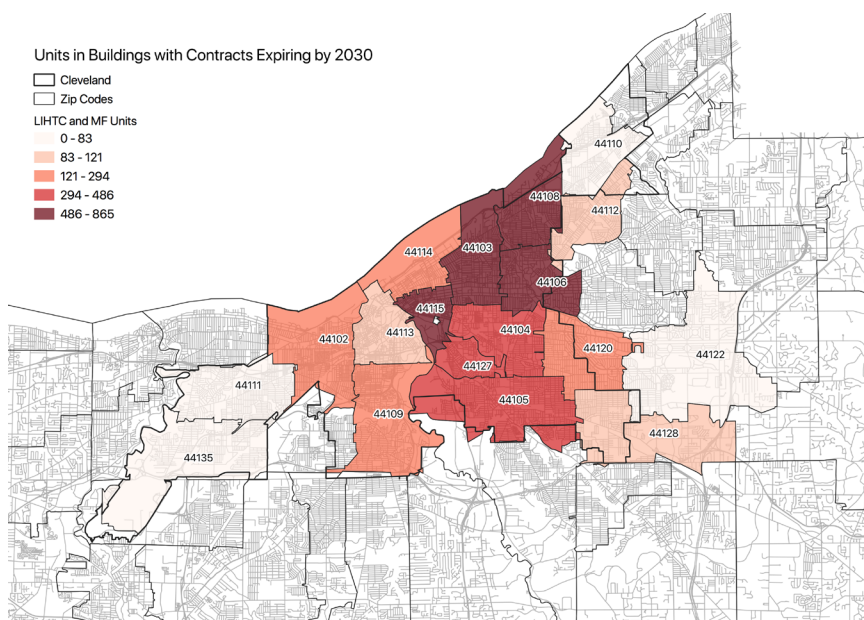 Units in Buildings with Contracts Expiring by 2030
Cleveland
Zip Codes
LIHTC and MF Units
0 - 83
83 - 121
121 - 294
294 - 486
486 - 865
44110
44108
44112
44103
44114
44106
44115
44104
44102
44113
44120
44122
44127
44111
44105
44109
44128
44135